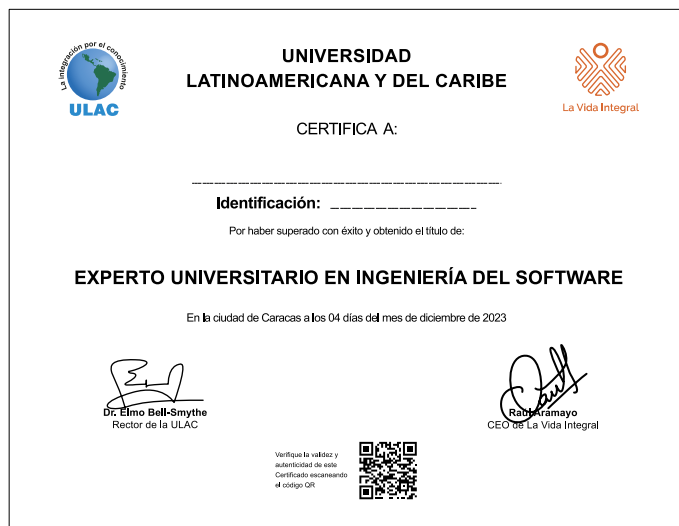 La integración por el conocimiento
ULAC
UNIVERSIDAD
LATINOAMERICANA Y DEL CARIBE
La Vida Integral
CERTIFICA A:
Identificación:
Por haber superado con éxito y obtenido el título de:
EXPERTO UNIVERSITARIO EN INGENIERÍA DEL SOFTWARE
En la ciudad de Caracas a los 04 días del mes de diciembre de 2023
Dr. Elmo Bell-Smythe
Rector de la ULAC
Raúl Aramayo
CEO de La Vida Integral
Verifique la validez y
autenticidad de este
Certificado escaneando
el código QR